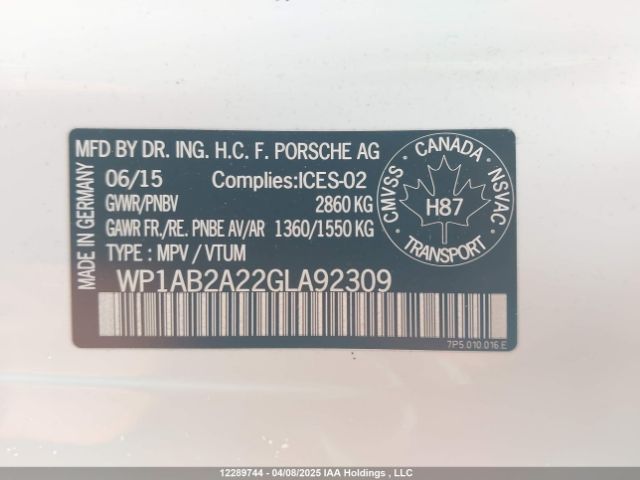 MFD BY DR. ING. H.C. F. PORSCHE AG
06/15 Complies:ICES-02
GVWR/PNBV 2860 KG
GAWR FR./RE. PNBE AV/AR 1360/1550 KG
TYPE : MPV / VTUM
WP1AB2A22GLA92309
MADE IN GERMANY
CANADA
CMVSS
NSVAC
H87
TRANSPORT
7P5.010.016.E
12289744 - 04/08/2025 IAA Holdings , LLC